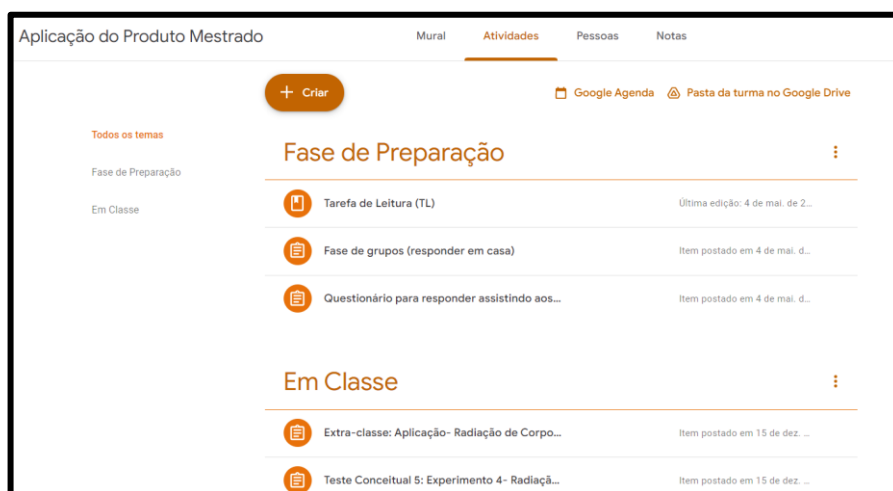 Aplicação do Produto Mestrado
Mural Atividades Pessoas Notas
+ Criar
Google Agenda Pasta da turma no Google Drive
Todos os temas
Fase de Preparação
Em Classe
Fase de Preparação
Tarefa de Leitura (TL) Última edição: 4 de mai. de 2...
Fase de grupos (responder em casa) Item postado em 4 de mai. d...
Questionário para responder assistindo aos... Item postado em 4 de mai. d...
Em Classe
Extra-classe: Aplicação- Radiação de Corpo... Item postado em 15 de dez. ...
Teste Conceitual 5: Experimento 4- Radiaçã... Item postado em 15 de dez. ...